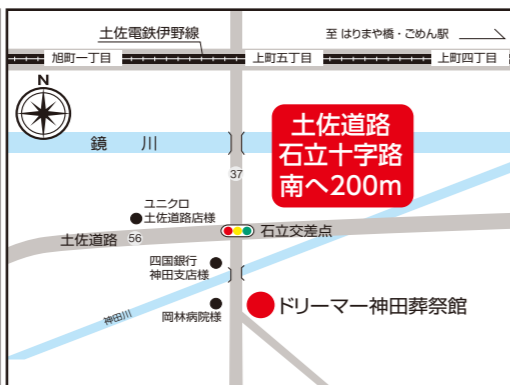 土佐電鉄伊野線
至 はりまや橋・ごめん駅
旭町一丁目
上町五丁目
上町四丁目
N
鏡 川
土佐道路
石立十字路
南へ200m
37
ユニクロ
土佐道路店様
土佐道路 56
石立交差点
四国銀行
神田支店様
神田川
岡林病院様
ドリーマー神田葬祭館